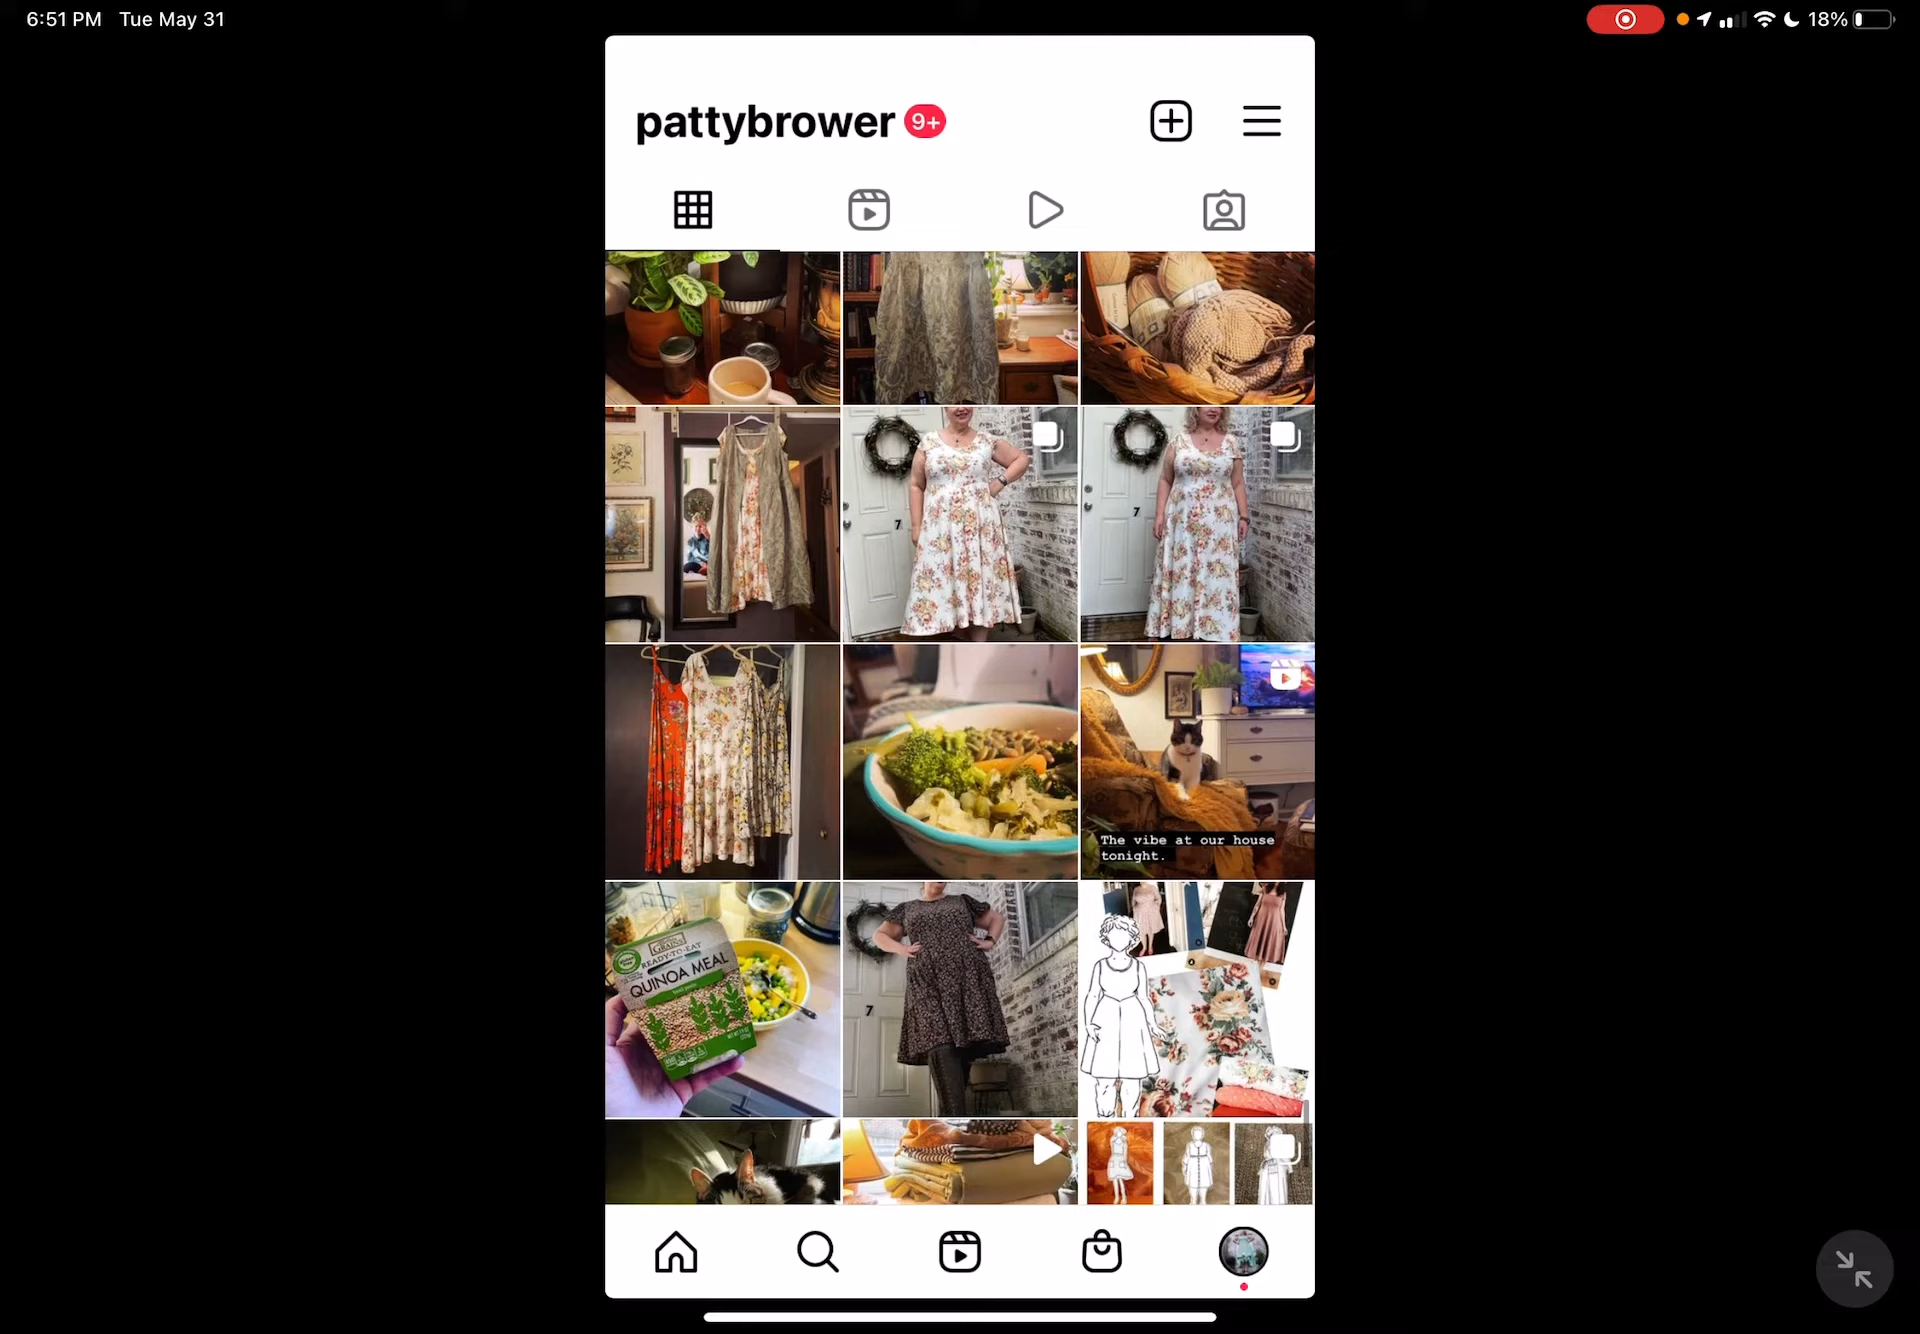 6:51 PM Tue May 31
18%
pattybrower 9+
7
7
The vibe at our house
tonight.
GRAINS
READY-TO-EAT
QUINOA MEAL
7